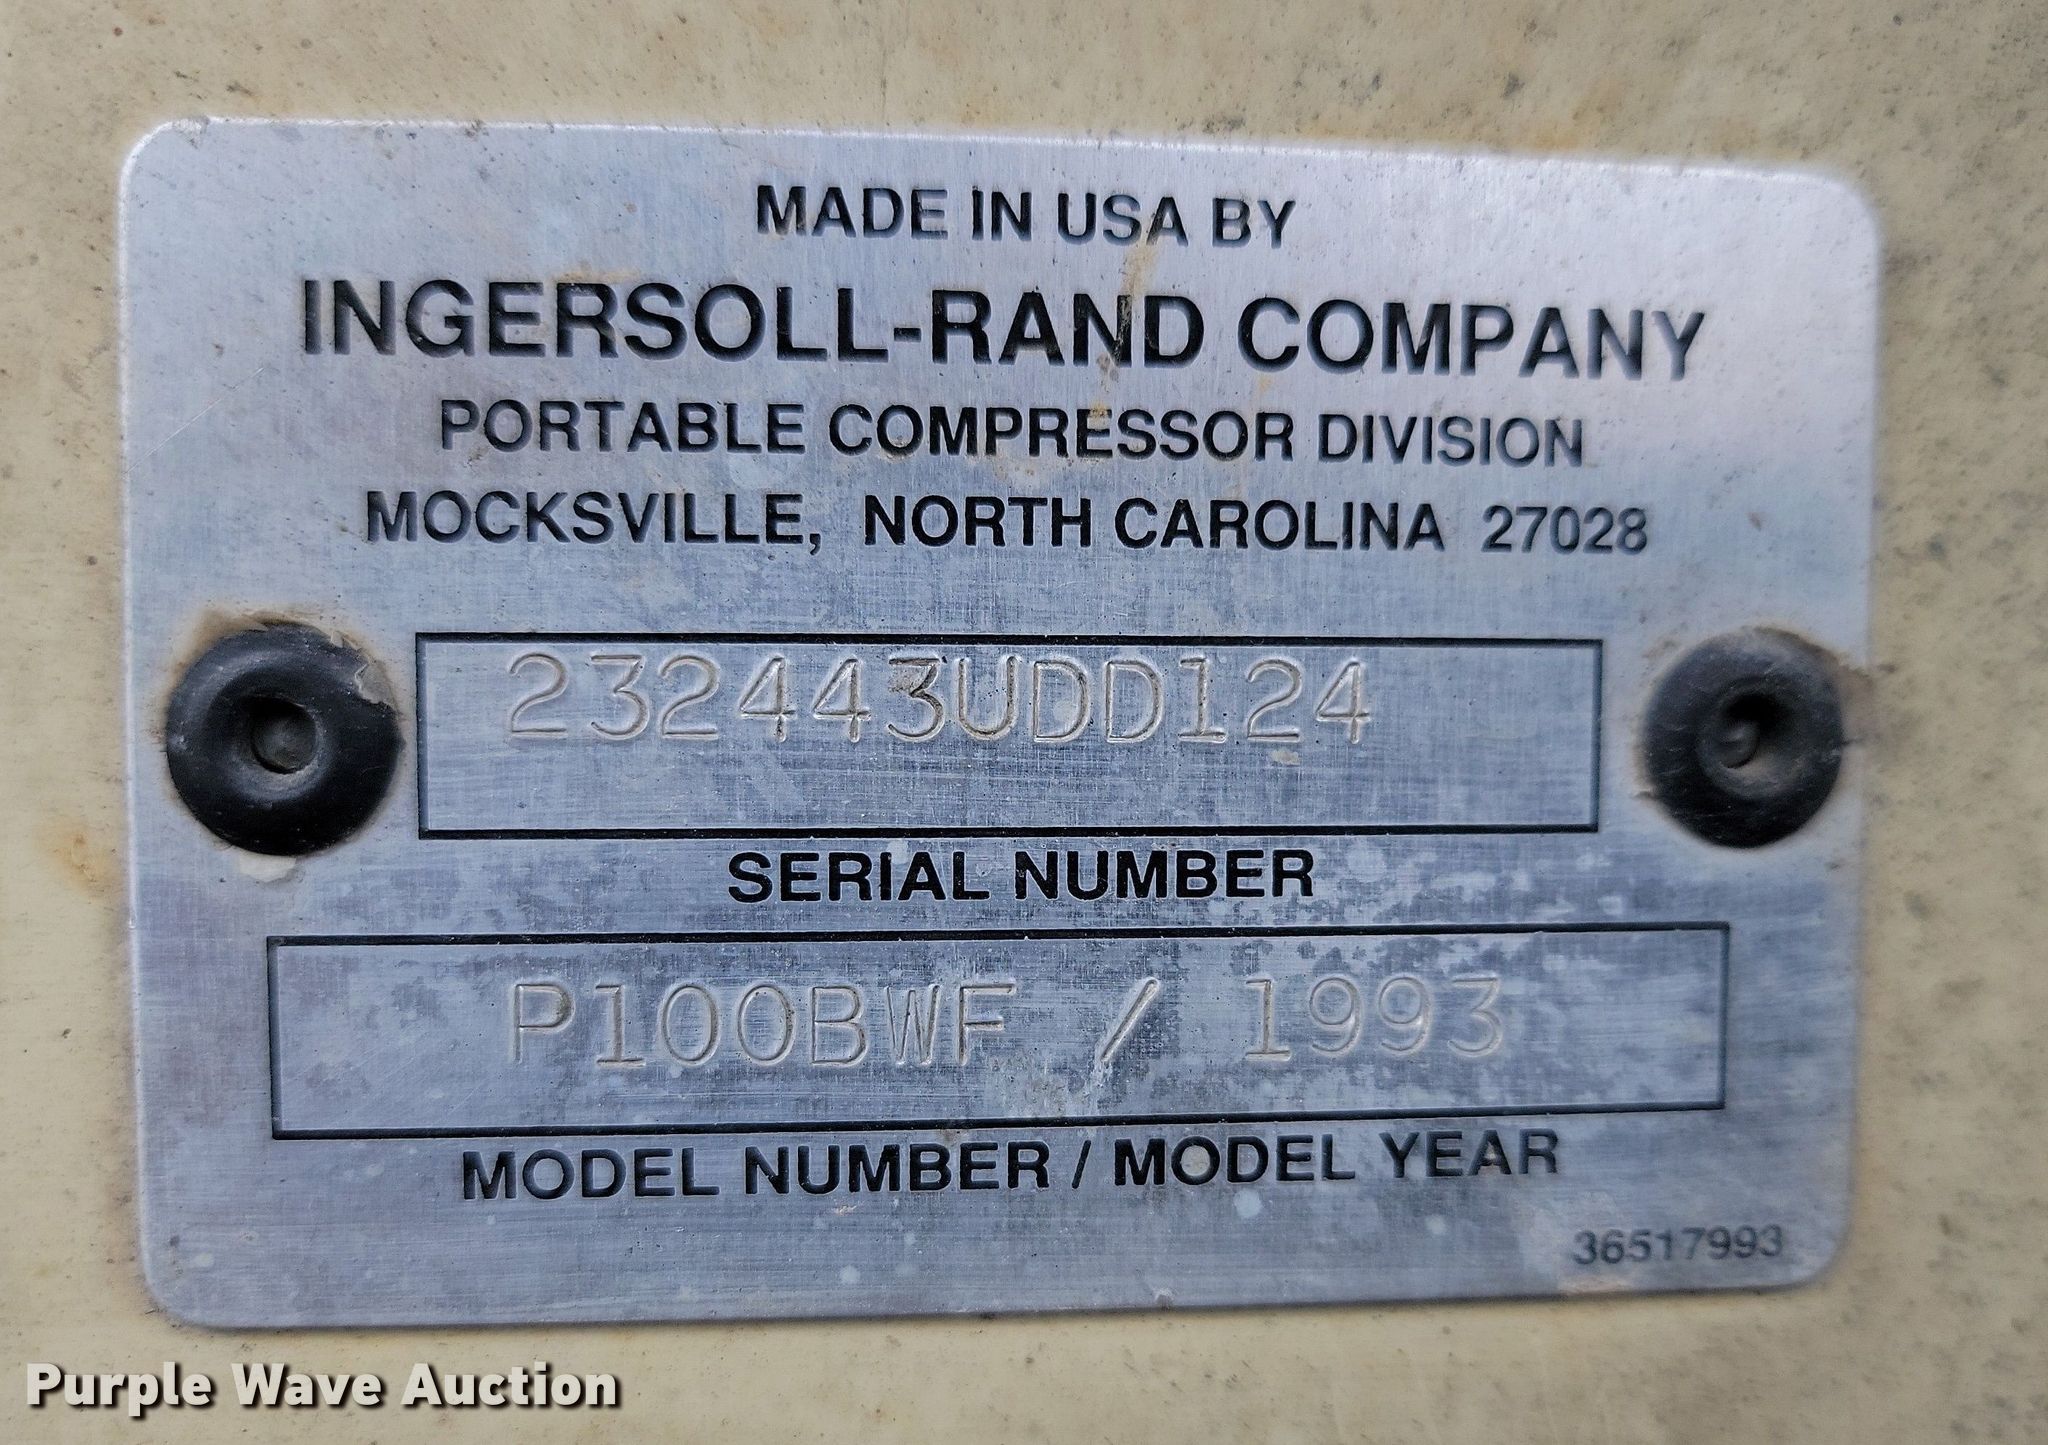 MADE IN USA BY
INGERSOLL-RAND COMPANY
PORTABLE COMPRESSOR DIVISION
MOCKSVILLE, NORTH CAROLINA 27028
232443UDD124
SERIAL NUMBER
P100BWF / 1993
MODEL NUMBER / MODEL YEAR
36517993
Purple Wave Auction